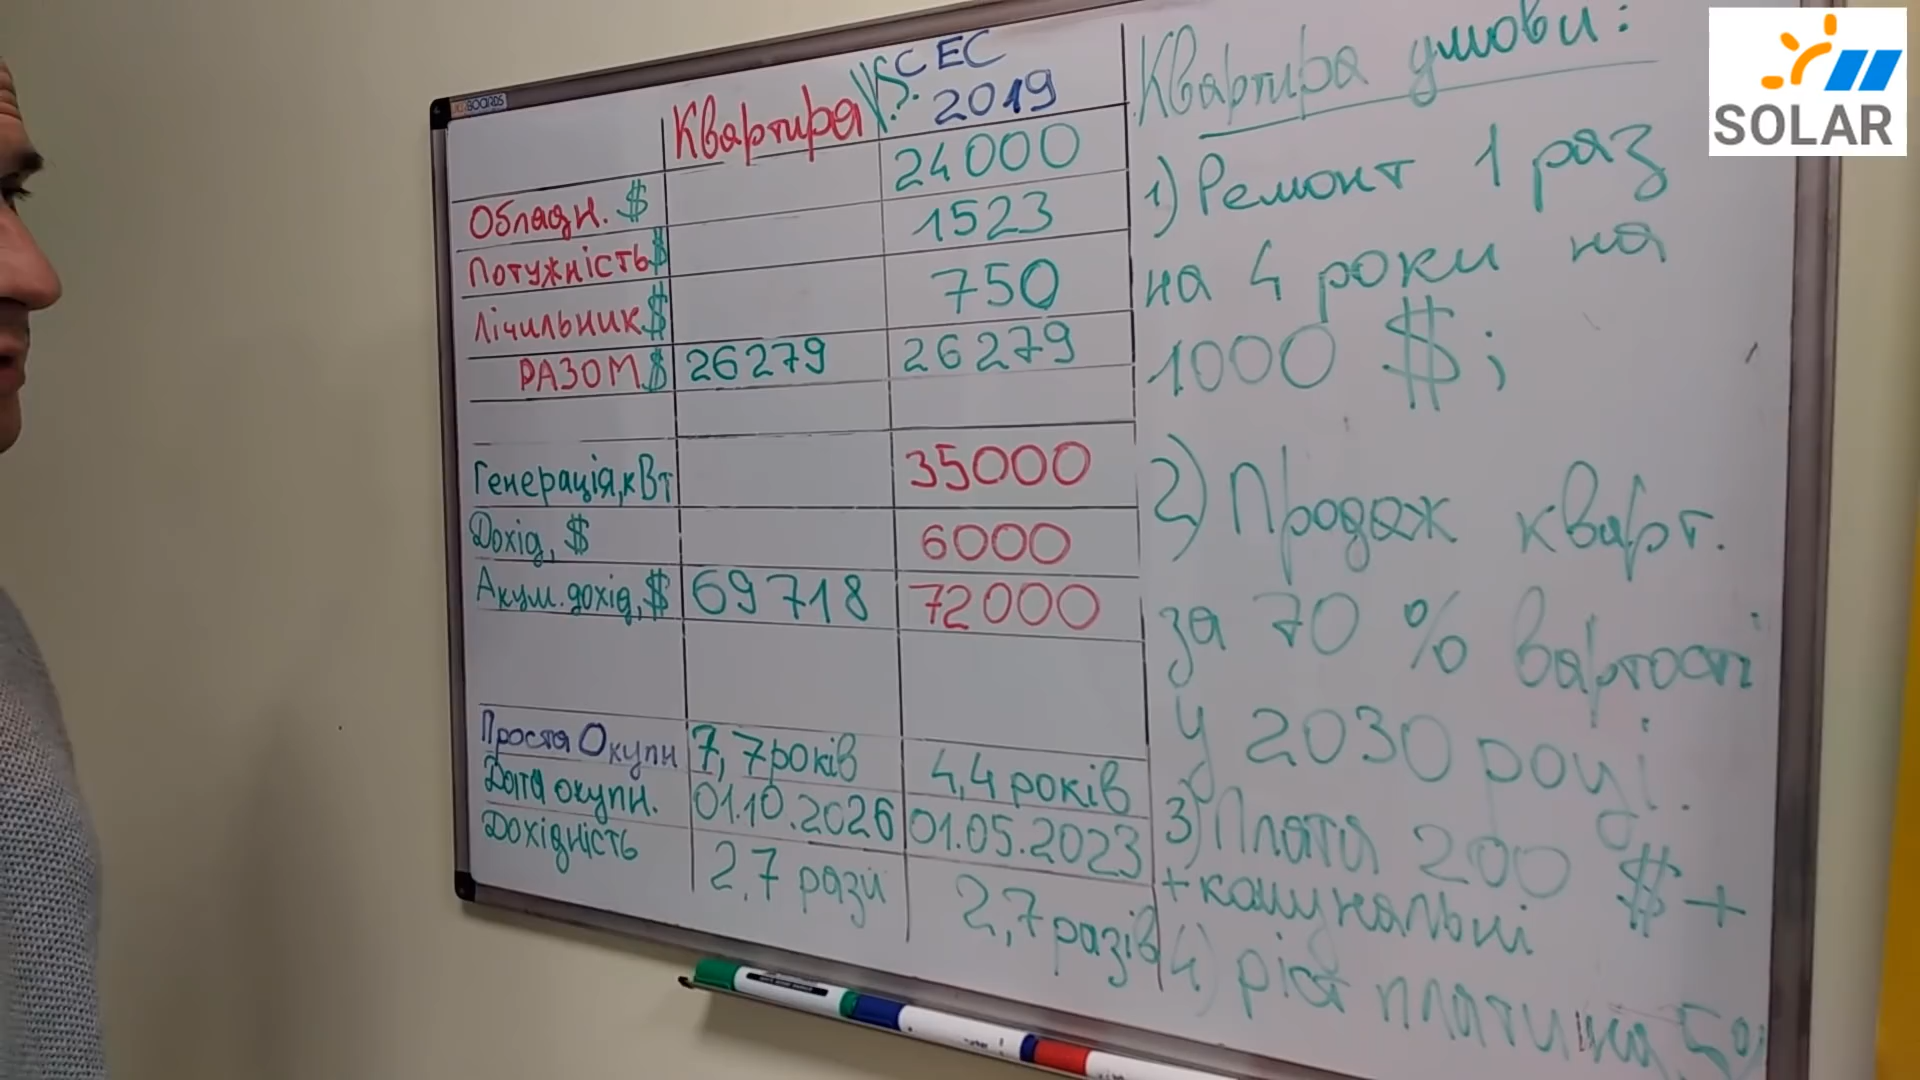 SOLAR
BOARDS
Квартира VS. СЕС 2019
Обладн. $ 24000
Потужність $ 1523
Лічильник $ 750
РАЗОМ $ 26279 26279
Генерація, кВт 35000
Дохід, $ 6000
Акум. дохід, $ 69718 72000
Проста Окупн 7,7 років 4,4 років
Дата окупн. 01.10.2026 01.05.2023
Дохідність 2,7 рази 2,7 разів
Квартира умови:
1) Ремонт 1 раз
на 4 роки на
1000 $;
2) Продаж кварт.
за 70 % вартості
у 2030 році.
3) Плата 200 $ +
+ комунальні
4) ріст плати на